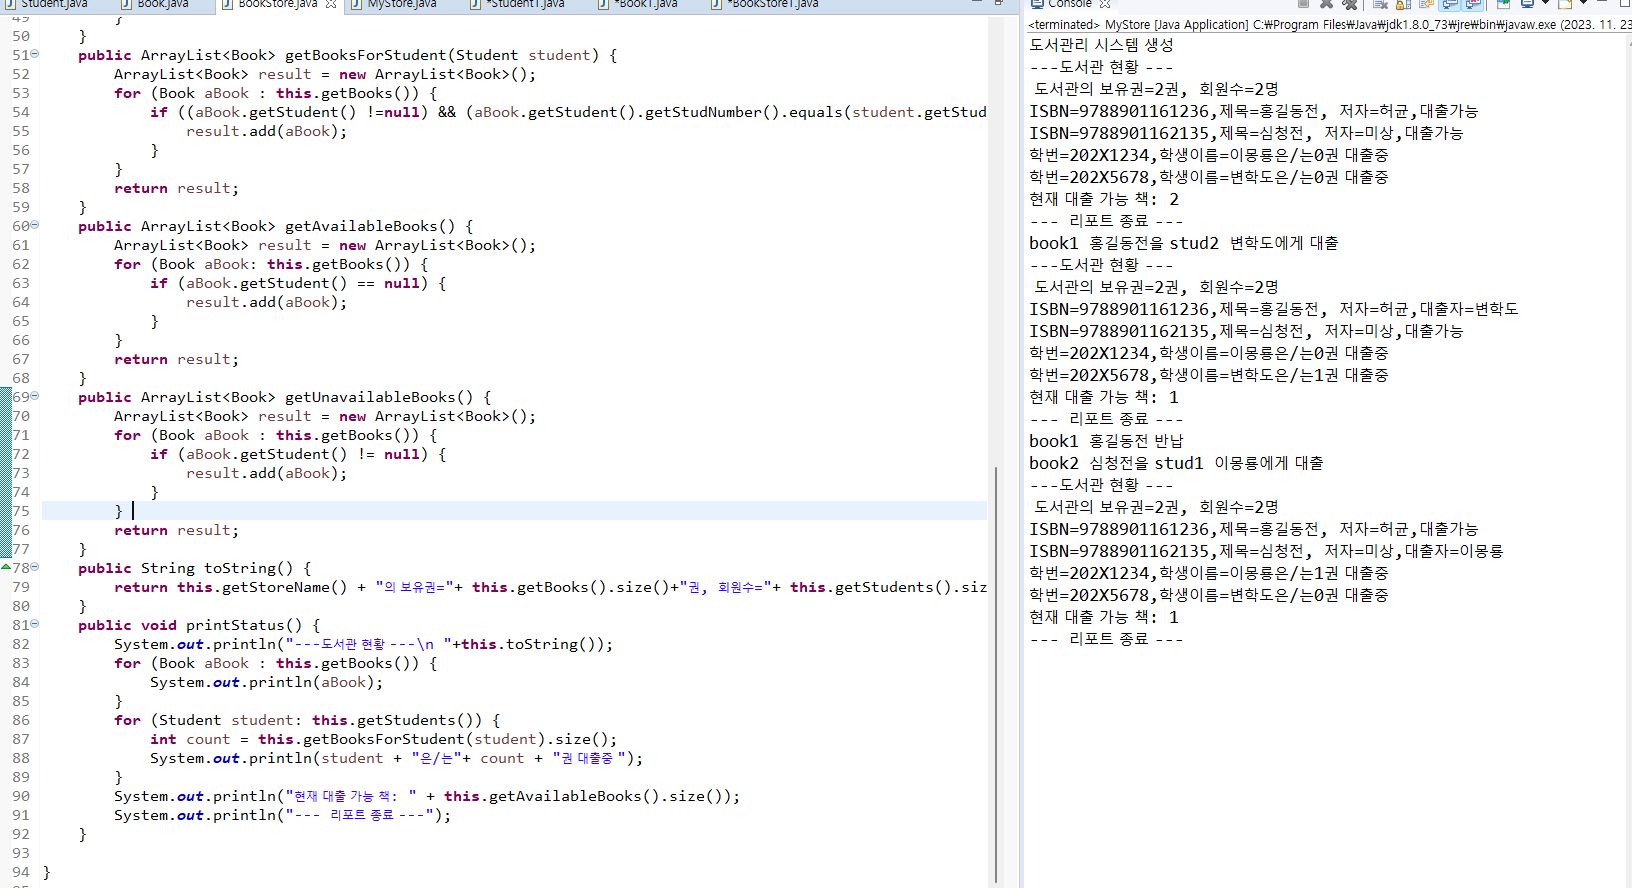 Student.java Book.java BookStore.java MyStore.java *Student1.java *Book1.java *BookStore1.java
49 }
50 }
51 public ArrayList<Book> getBooksForStudent(Student student) {
52 ArrayList<Book> result = new ArrayList<Book>();
53 for (Book aBook : this.getBooks()) {
54 if ((aBook.getStudent() !=null) && (aBook.getStudent().getStudNumber().equals(student.getStud
55 result.add(aBook);
56 }
57 }
58 return result;
59 }
60 public ArrayList<Book> getAvailableBooks() {
61 ArrayList<Book> result = new ArrayList<Book>();
62 for (Book aBook: this.getBooks()) {
63 if (aBook.getStudent() == null) {
64 result.add(aBook);
65 }
66 }
67 return result;
68 }
69 public ArrayList<Book> getUnavailableBooks() {
70 ArrayList<Book> result = new ArrayList<Book>();
71 for (Book aBook : this.getBooks()) {
72 if (aBook.getStudent() != null) {
73 result.add(aBook);
74 }
75 }
76 return result;
77 }
78 public String toString() {
79 return this.getStoreName() + "의 보유권="+ this.getBooks().size()+"권, 회원수="+ this.getStudents().siz
80 }
81 public void printStatus() {
82 System.out.println("---도서관 현황 ---\n "+this.toString());
83 for (Book aBook : this.getBooks()) {
84 System.out.println(aBook);
85 }
86 for (Student student: this.getStudents()) {
87 int count = this.getBooksForStudent(student).size();
88 System.out.println(student + "은/는"+ count + "권 대출중 ");
89 }
90 System.out.println("현재 대출 가능 책: " + this.getAvailableBooks().size());
91 System.out.println("--- 리포트 종료 ---");
92 }
93
94 }
Console
<terminated> MyStore [Java Application] C:₩Program Files₩Java₩jdk1.8.0_73₩jre₩bin₩javaw.exe (2023. 11. 23
도서관리 시스템 생성
---도서관 현황 ---
도서관의 보유권=2권, 회원수=2명
ISBN=9788901161236,제목=홍길동전, 저자=허균,대출가능
ISBN=9788901162135,제목=심청전, 저자=미상,대출가능
학번=202X1234,학생이름=이몽룡은/는0권 대출중
학번=202X5678,학생이름=변학도은/는0권 대출중
현재 대출 가능 책: 2
--- 리포트 종료 ---
book1 홍길동전을 stud2 변학도에게 대출
---도서관 현황 ---
도서관의 보유권=2권, 회원수=2명
ISBN=9788901161236,제목=홍길동전, 저자=허균,대출자=변학도
ISBN=9788901162135,제목=심청전, 저자=미상,대출가능
학번=202X1234,학생이름=이몽룡은/는0권 대출중
학번=202X5678,학생이름=변학도은/는1권 대출중
현재 대출 가능 책: 1
--- 리포트 종료 ---
book1 홍길동전 반납
book2 심청전을 stud1 이몽룡에게 대출
---도서관 현황 ---
도서관의 보유권=2권, 회원수=2명
ISBN=9788901161236,제목=홍길동전, 저자=허균,대출가능
ISBN=9788901162135,제목=심청전, 저자=미상,대출자=이몽룡
학번=202X1234,학생이름=이몽룡은/는1권 대출중
학번=202X5678,학생이름=변학도은/는0권 대출중
현재 대출 가능 책: 1
--- 리포트 종료 ---